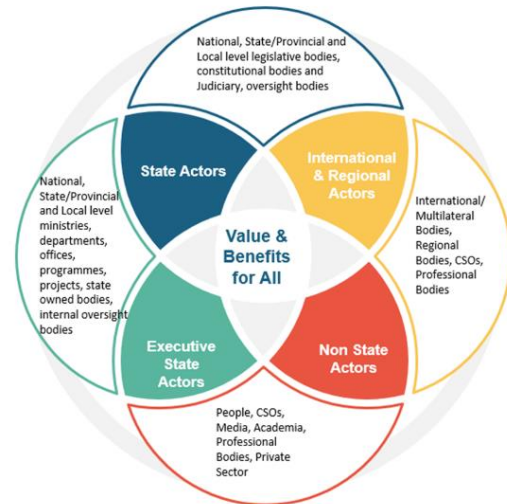 National, State/Provincial and
Local level legislative bodies,
constitutional bodies and
Judiciary, oversight bodies
State Actors
International
& Regional
Actors
National,
State/Provincial
and Local level
ministries,
departments,
offices,
programmes,
projects, state
owned bodies,
internal oversight
bodies
Value &
Benefits
for All
International/
Multilateral
Bodies,
Regional
Bodies, CSOs,
Professional
Bodies
Executive
State
Actors
Non State
Actors
People, CSOs,
Media, Academia,
Professional
Bodies, Private
Sector